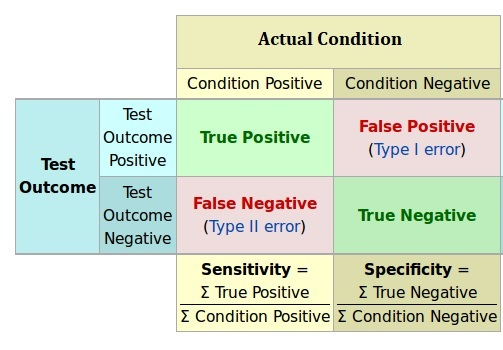 Actual Condition
Condition Positive
Condition Negative
Test
Outcome
Test
Outcome
Positive
True Positive
False Positive
(Type I error)
Test
Outcome
Negative
False Negative
(Type II error)
True Negative
Sensitivity =
Σ True Positive
Σ Condition Positive
Specificity =
Σ True Negative
Σ Condition Negative